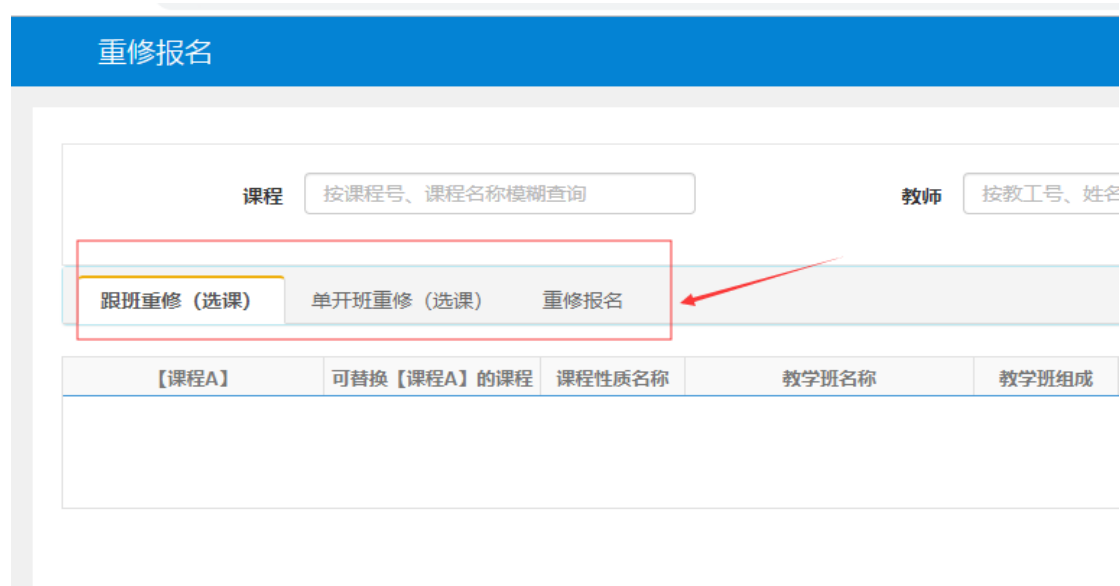 重修报名
课程 按课程号、课程名称模糊查询 教师 按教工号、姓名
跟班重修（选课） 单开班重修（选课） 重修报名
【课程A】 可替换【课程A】的课程 课程性质名称 教学班名称 教学班组成